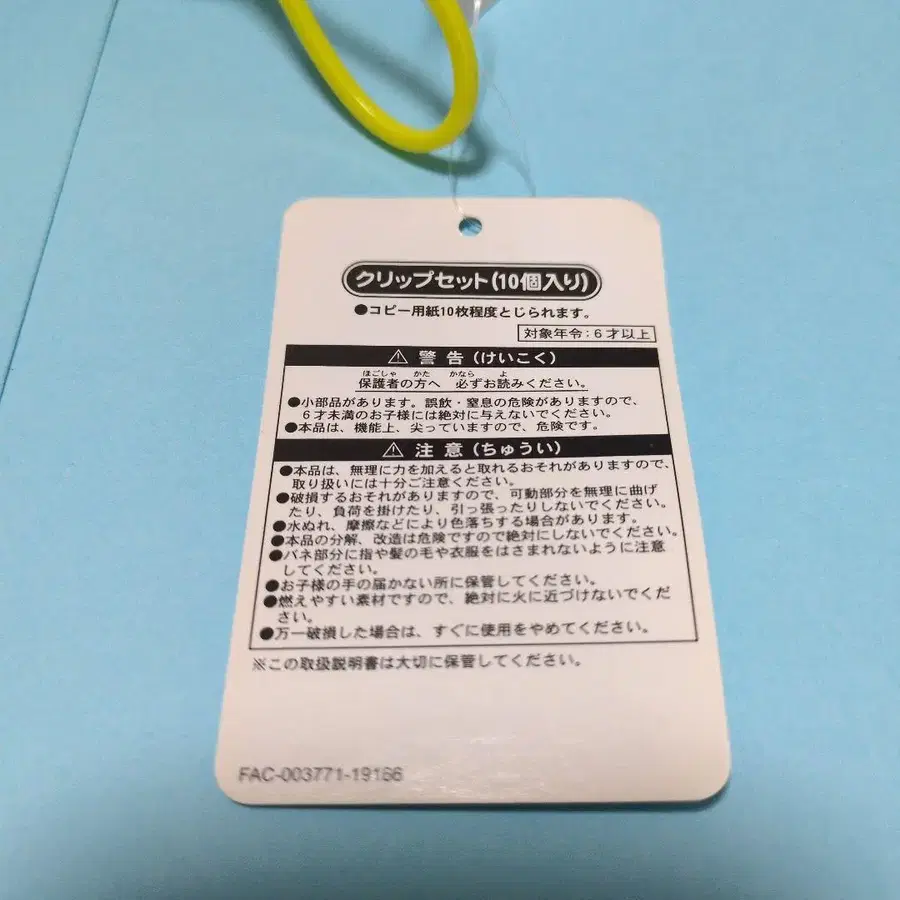 クリップセット(10個入り)
●コピー用紙10枚程度とじられます。
対象年令:6才以上
⚠ 警告(けいこく)
ほごしゃ かた かなら よ
保護者の方へ 必ずお読みください。
●小部品があります。誤飲・窒息の危険がありますので、
6才未満のお子様には絶対に与えないでください。
●本品は、機能上、尖っていますので、危険です。
⚠ 注意(ちゅうい)
●本品は、無理に力を加えると取れるおそれがありますので、
取り扱いには十分ご注意ください。
●破損するおそれがありますので、可動部分を無理に曲げ
たり、負荷を掛けたり、引っ張ったりしないでください。
●水ぬれ、摩擦などにより色落ちする場合があります。
●本品の分解、改造は危険ですので絶対にしないでください。
●バネ部分に指や髪の毛や衣服をはさまれないように注意
してください。
●お子様の手の届かない所に保管してください。
●燃えやすい素材ですので、絶対に火に近づけないでくだ
さい。
●万一破損した場合は、すぐに使用をやめてください。
※この取扱説明書は大切に保管してください。
FAC-003771-19186